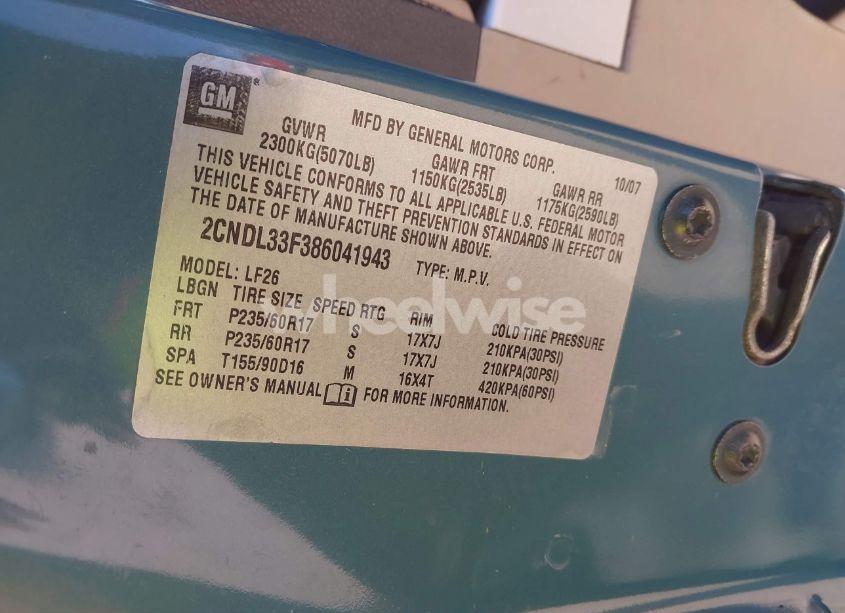 GM
MFD BY GENERAL MOTORS CORP. 10/07
GVWR GAWR FRT GAWR RR
2300KG(5070LB) 1150KG(2535LB) 1175KG(2590LB)
THIS VEHICLE CONFORMS TO ALL APPLICABLE U.S. FEDERAL MOTOR
VEHICLE SAFETY AND THEFT PREVENTION STANDARDS IN EFFECT ON
THE DATE OF MANUFACTURE SHOWN ABOVE.
2CNDL33F386041943 TYPE: M.P.V.
MODEL: LF26
LBGN TIRE SIZE SPEED RTG RIM COLD TIRE PRESSURE
FRT P235/60R17 S 17X7J 210KPA(30PSI)
RR P235/60R17 S 17X7J 210KPA(30PSI)
SPA T155/90D16 M 16X4T 420KPA(60PSI)
SEE OWNER'S MANUAL FOR MORE INFORMATION.
wheelwise